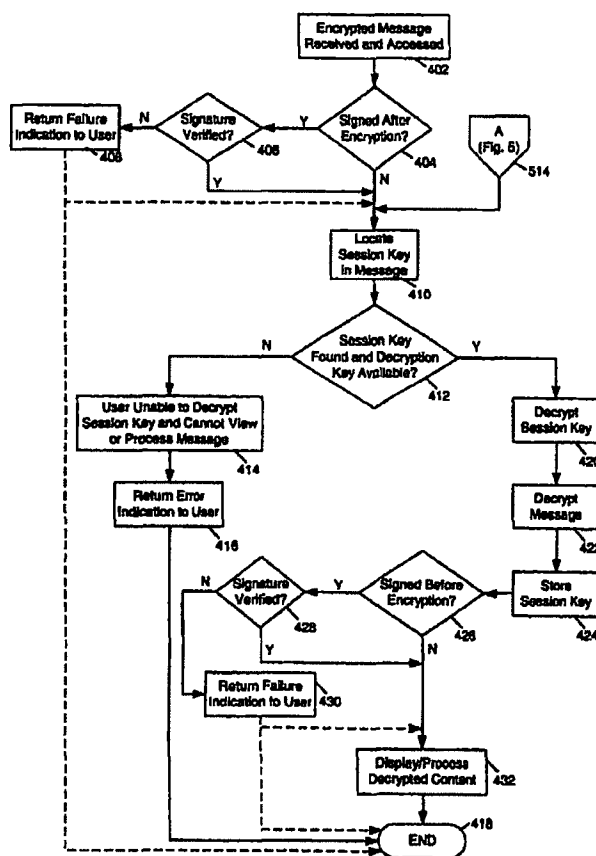 Encrypted Message
Received and Accessed
402
Signed After
Encryption?
404
Y
N
Signature
Verified?
406
N
Y
Return Failure
Indication to User
408
A
(Fig. 5)
514
Locate
Session Key
in Message
410
Session Key
Found and Decryption
Key Available?
412
N
Y
User Unable to Decrypt
Session Key and Cannot View
or Process Message
414
Return Error
Indication to User
416
Decrypt
Session Key
420
Decrypt
Message
422
Store
Session Key
424
Signed Before
Encryption?
426
Y
N
Signature
Verified?
428
N
Y
Return Failure
Indication to User
430
Display/Process
Decrypted Content
432
END
418